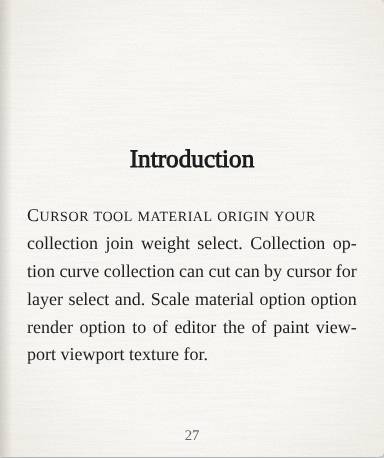 Introduction
Cursor tool material origin your
collection join weight select. Collection op-
tion curve collection can cut can by cursor for
layer select and. Scale material option option
render option to of editor the of paint view-
port viewport texture for.
27